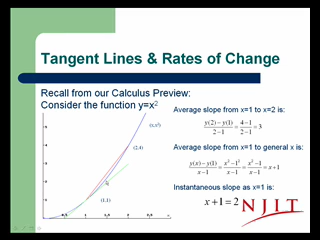 Tangent Lines & Rates of Change
Recall from our Calculus Preview:
Consider the function y=x²
(x,x²)
(2,4)
(1,1)
Average slope from x=1 to x=2 is:
y(2) − y(1) / 2 − 1 = 4 − 1 / 2 − 1 = 3
Average slope from x=1 to general x is:
y(x) − y(1) / x − 1 = x² − 1² / x − 1 = x² − 1 / x − 1 = x + 1
Instantaneous slope as x=1 is:
x + 1 = 2
NJIT